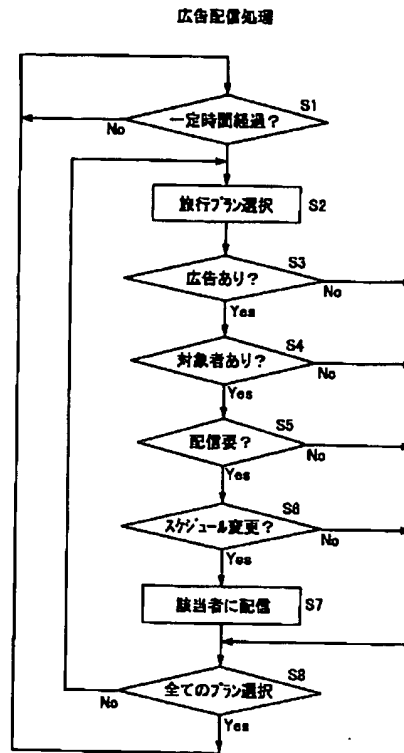 広告配信処理
一定時間経過?
S1
No
旅行プラン選択
S2
広告あり?
S3
No
Yes
対象者あり?
S4
No
Yes
配信要?
S5
No
Yes
スケジュール変更?
S6
No
Yes
該当者に配信
S7
全てのプラン選択
S8
No
Yes